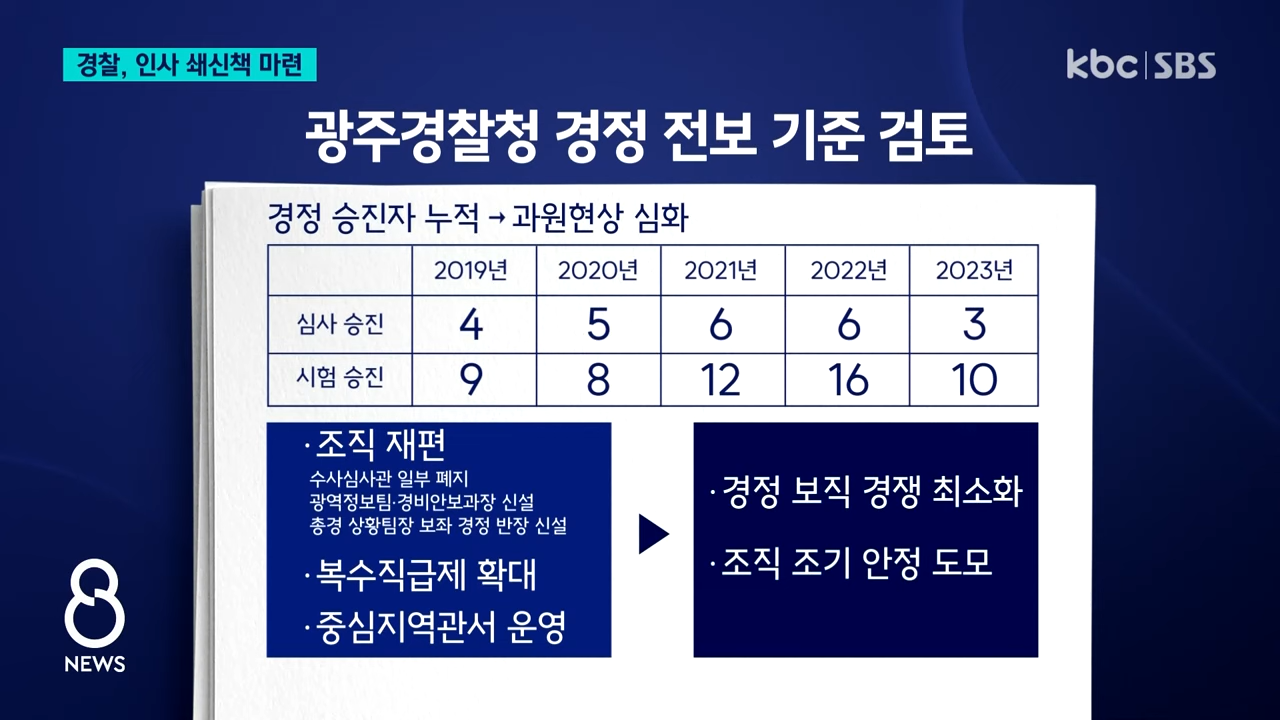 경찰, 인사 쇄신책 마련
kbc SBS
광주경찰청 경정 전보 기준 검토
경정 승진자 누적 → 과원현상 심화
2019년 2020년 2021년 2022년 2023년
심사 승진 4 5 6 6 3
시험 승진 9 8 12 16 10
· 조직 재편
수사심사관 일부 폐지
광역정보팀·경비안보과장 신설
총경 상황팀장 보좌 경정 반장 신설
· 복수직급제 확대
· 중심지역관서 운영
· 경정 보직 경쟁 최소화
· 조직 조기 안정 도모
8
NEWS